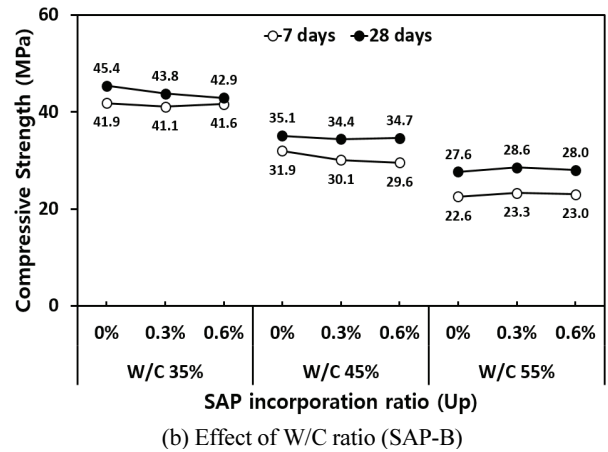 Compressive Strength (MPa)
60
40
20
0
7 days 28 days
45.4 43.8 42.9
41.9 41.1 41.6
35.1 34.4 34.7
31.9 30.1 29.6
27.6 28.6 28.0
22.6 23.3 23.0
0% 0.3% 0.6% 0% 0.3% 0.6% 0% 0.3% 0.6%
W/C 35% W/C 45% W/C 55%
SAP incorporation ratio (Up)
(b) Effect of W/C ratio (SAP-B)